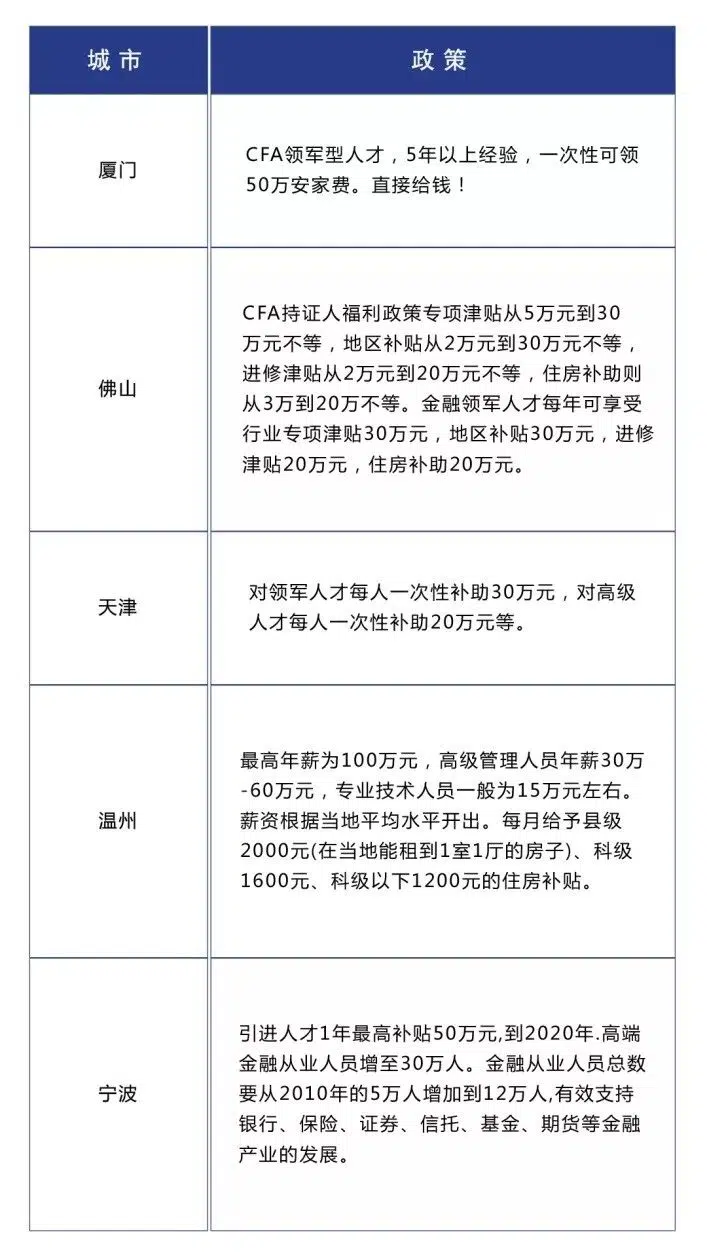 城市
政策
厦门
CFA领军型人才，5年以上经验，一次性可领
50万安家费。直接给钱！
佛山
CFA持证人福利政策专项津贴从5万元到30
万元不等，地区补贴从2万元到30万元不等，
进修津贴从2万元到20万元不等，住房补助则
从3万到20万不等。金融领军人才每年可享受
行业专项津贴30万元，地区补贴30万元，进修
津贴20万元，住房补助20万元。
天津
对领军人才每人一次性补助30万元，对高级
人才每人一次性补助20万元等。
温州
最高年薪为100万元，高级管理人员年薪30万
-60万元，专业技术人员一般为15万元左右。
薪资根据当地平均水平开出。每月给予县级
2000元(在当地能租到1室1厅的房子)、科级
1600元、科级以下1200元的住房补贴。
宁波
引进人才1年最高补贴50万元,到2020年.高端
金融从业人员增至30万人。金融从业人员总数
要从2010年的5万人增加到12万人,有效支持
银行、保险、证券、信托、基金、期货等金融
产业的发展。